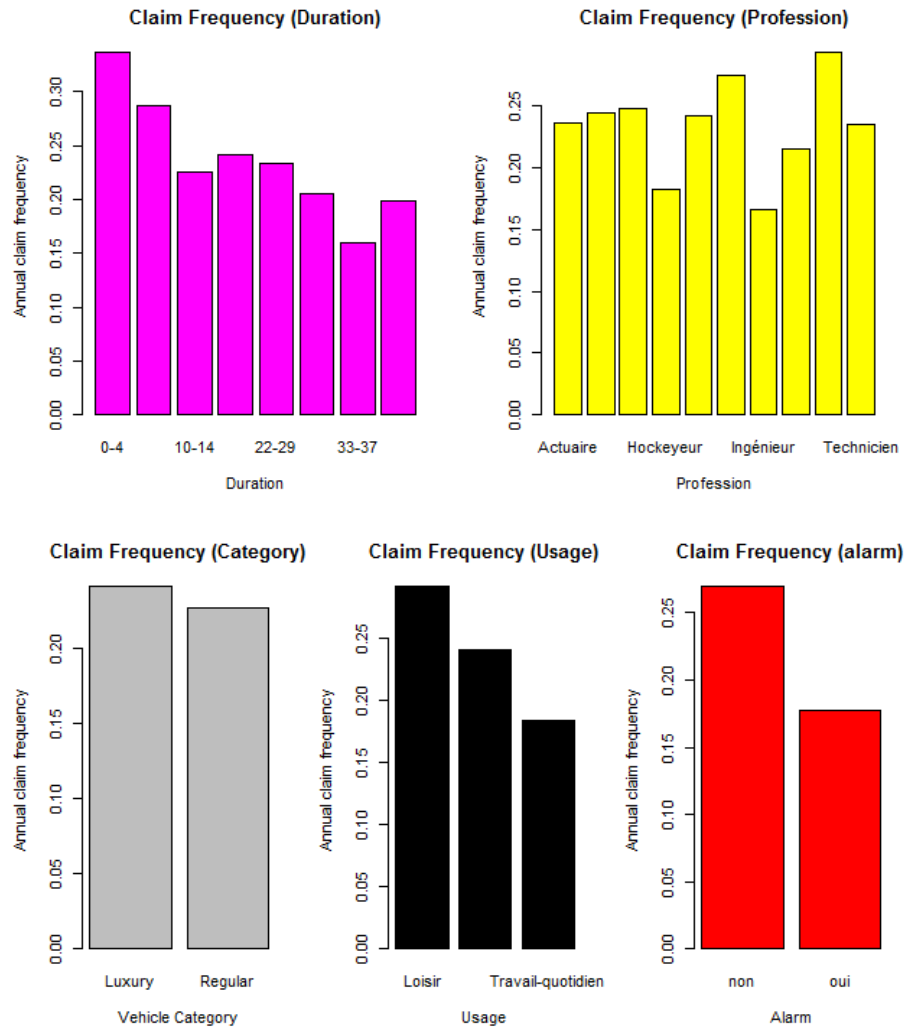 Claim Frequency (Duration)
Annual claim frequency
0.00 0.05 0.10 0.15 0.20 0.25 0.30
0-4 10-14 22-29 33-37
Duration
Claim Frequency (Profession)
Annual claim frequency
0.00 0.05 0.10 0.15 0.20 0.25
Actuaire Hockeyeur Ingénieur Technicien
Profession
Claim Frequency (Category)
Annual claim frequency
0.00 0.05 0.10 0.15 0.20
Luxury Regular
Vehicle Category
Claim Frequency (Usage)
Annual claim frequency
0.00 0.05 0.10 0.15 0.20 0.25
Loisir Travail-quotidien
Usage
Claim Frequency (alarm)
Annual claim frequency
0.00 0.05 0.10 0.15 0.20 0.25
non oui
Alarm